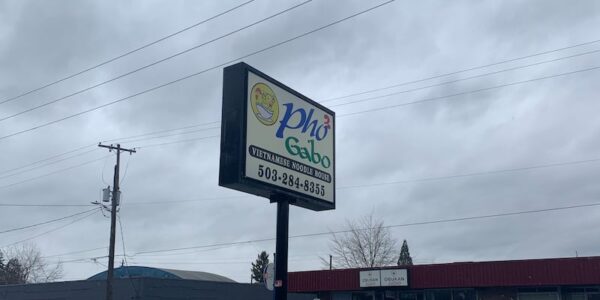 phở
Gabo
VIETNAMESE NOODLE HOUSE
503-284-8355